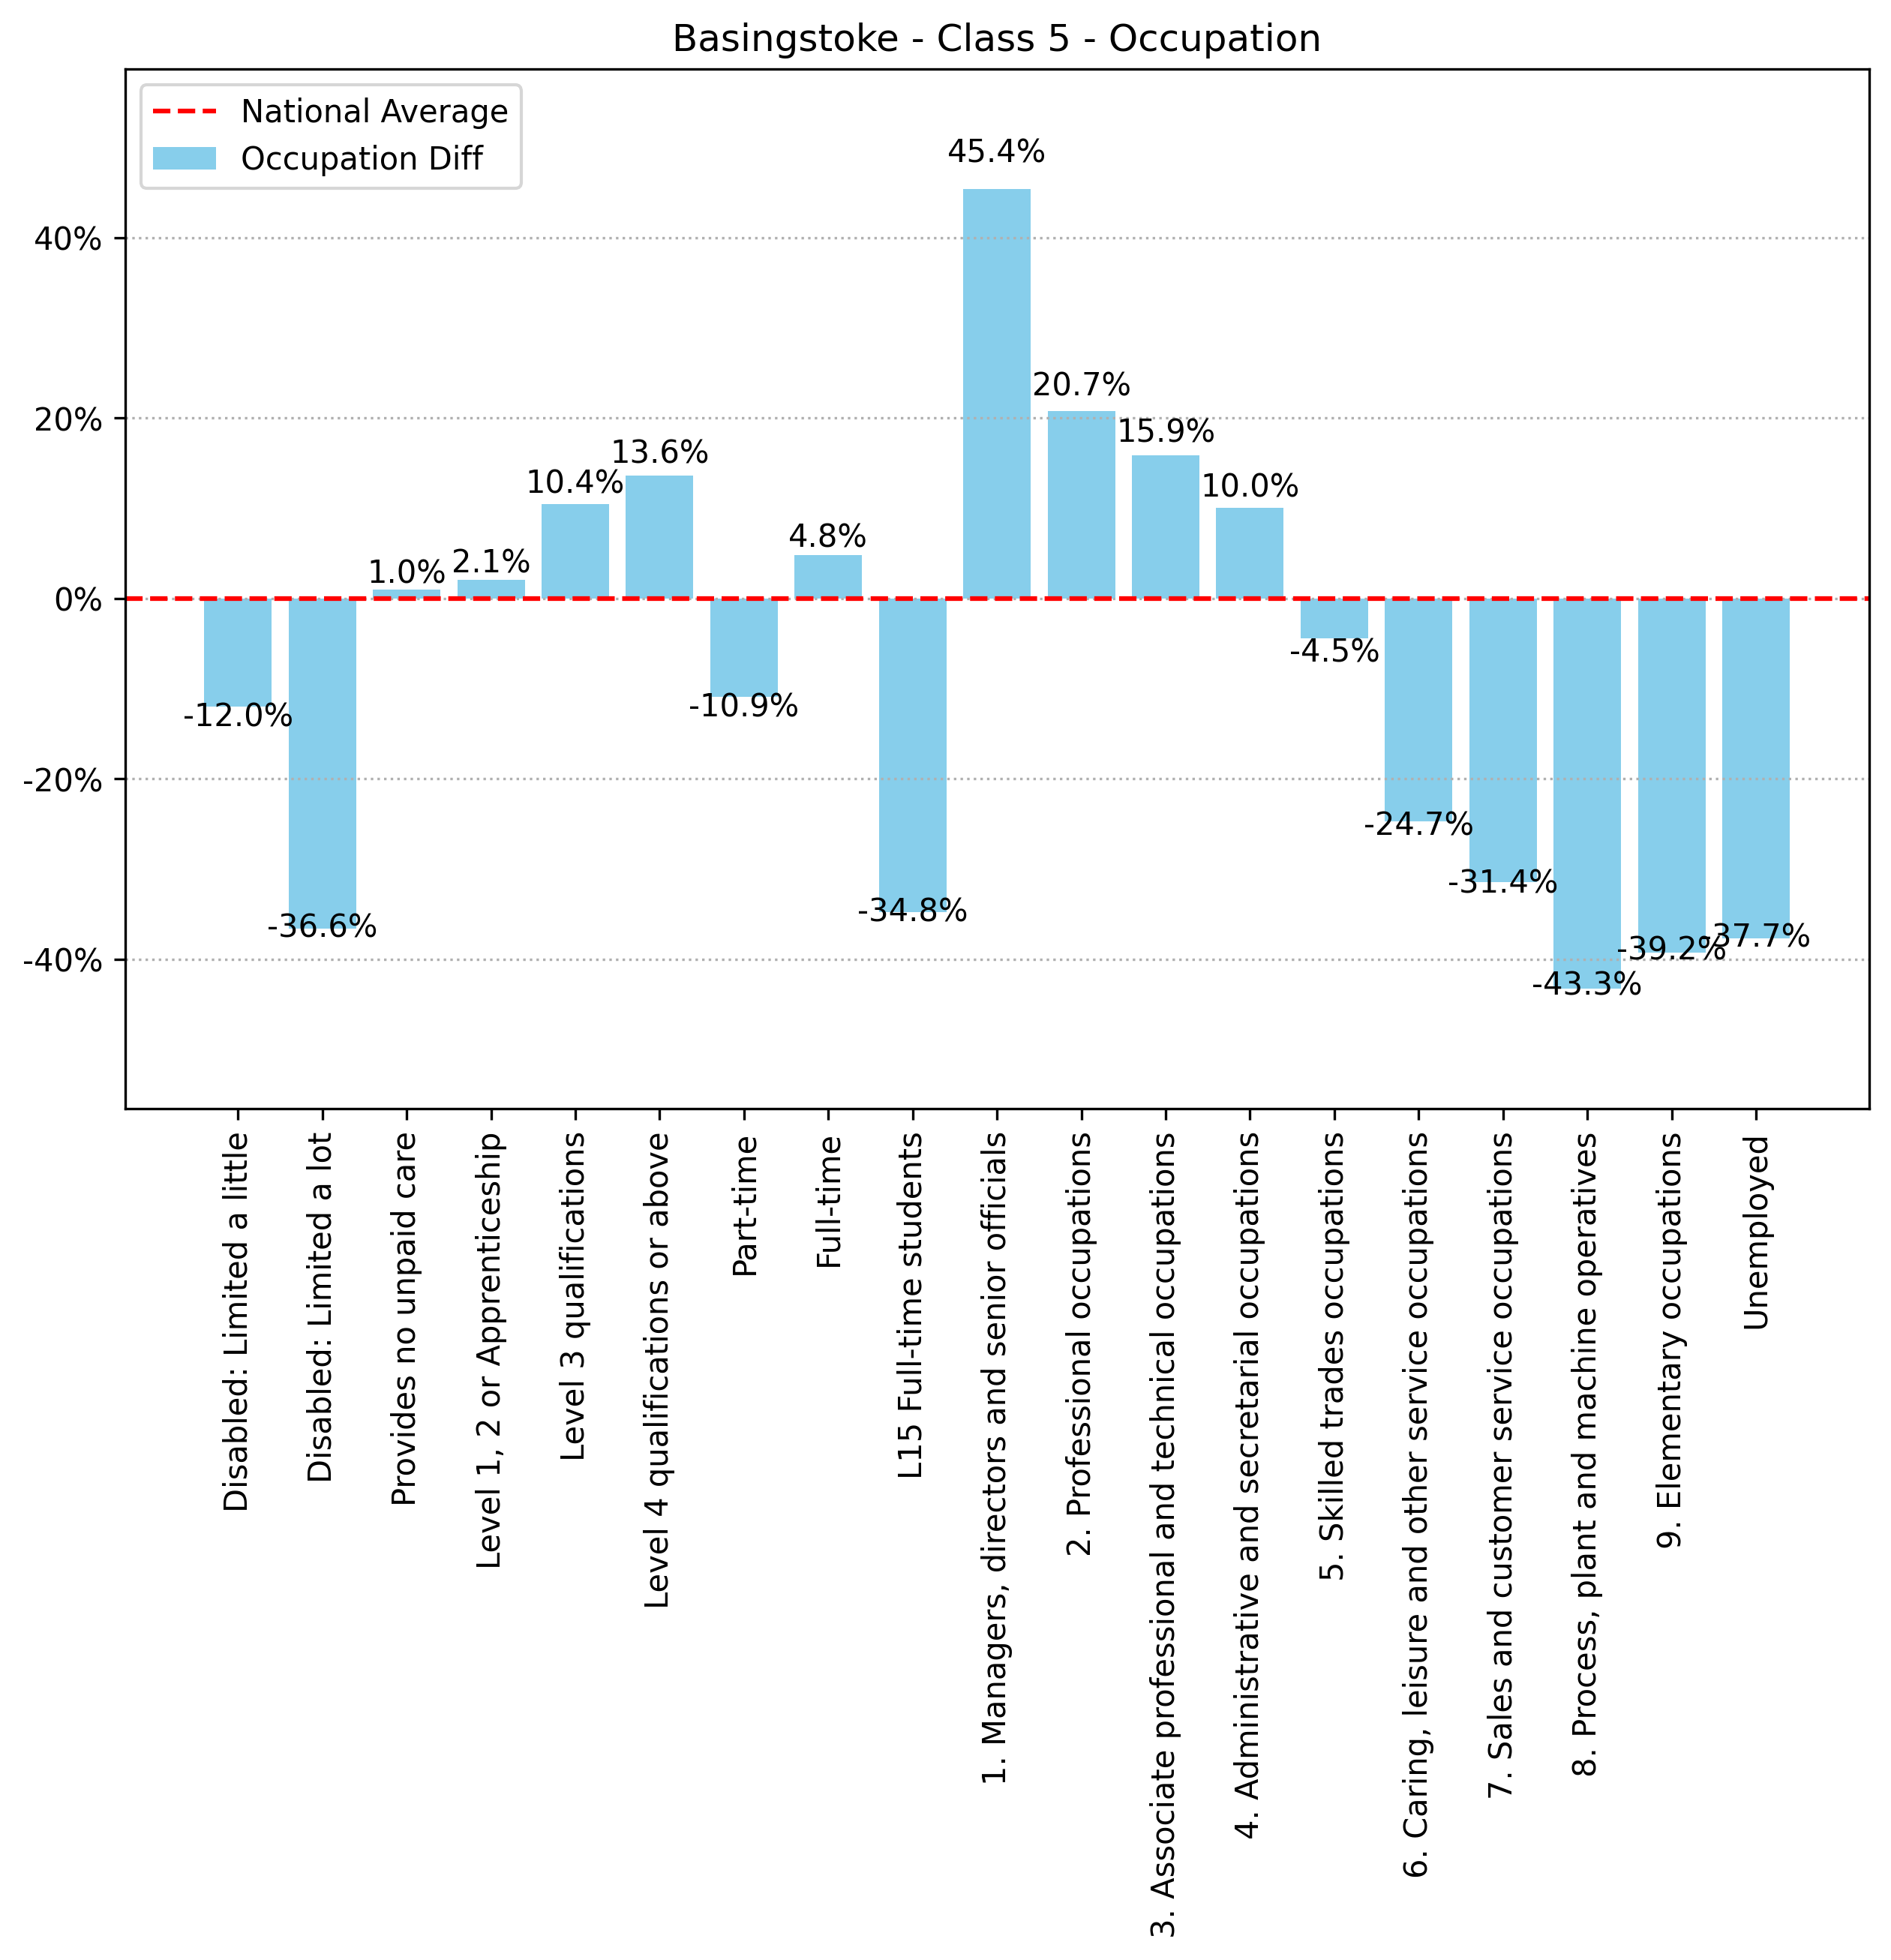 Basingstoke - Class 5 - Occupation
National Average
Occupation Diff
40%
20%
0%
-20%
-40%
-12.0%
-36.6%
1.0%
2.1%
10.4%
13.6%
-10.9%
4.8%
-34.8%
45.4%
20.7%
15.9%
10.0%
-4.5%
-24.7%
-31.4%
-43.3%
-39.2%
-37.7%
Disabled: Limited a little
Disabled: Limited a lot
Provides no unpaid care
Level 1, 2 or Apprenticeship
Level 3 qualifications
Level 4 qualifications or above
Part-time
Full-time
L15 Full-time students
1. Managers, directors and senior officials
2. Professional occupations
3. Associate professional and technical occupations
4. Administrative and secretarial occupations
5. Skilled trades occupations
6. Caring, leisure and other service occupations
7. Sales and customer service occupations
8. Process, plant and machine operatives
9. Elementary occupations
Unemployed